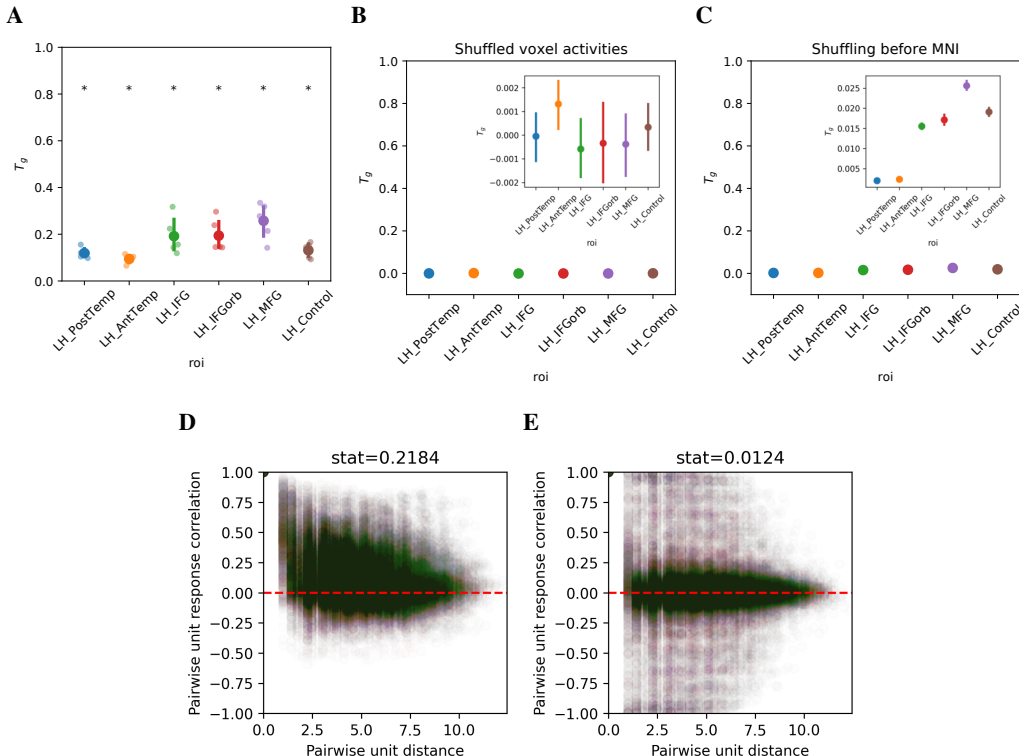 A
1.0
0.8
0.6
0.4
0.2
0.0
T_g
* * * * * *
LH_PostTemp
LH_AntTemp
LH_IFG
LH_IFGorb
LH_MFG
LH_Control
roi
B
Shuffled voxel activities
1.0
0.8
0.6
0.4
0.2
0.0
T_g
0.002
0.001
0.000
−0.001
−0.002
T_g
LH_PostTemp
LH_AntTemp
LH_IFG
LH_IFGorb
LH_MFG
LH_Control
roi
LH_PostTemp
LH_AntTemp
LH_IFG
LH_IFGorb
LH_MFG
LH_Control
roi
C
Shuffling before MNI
1.0
0.8
0.6
0.4
0.2
0.0
T_g
0.025
0.020
0.015
0.010
0.005
T_g
LH_PostTemp
LH_AntTemp
LH_IFG
LH_IFGorb
LH_MFG
LH_Control
roi
LH_PostTemp
LH_AntTemp
LH_IFG
LH_IFGorb
LH_MFG
LH_Control
roi
D
stat=0.2184
1.00
0.75
0.50
0.25
0.00
−0.25
−0.50
−0.75
−1.00
Pairwise unit response correlation
0.0 2.5 5.0 7.5 10.0
Pairwise unit distance
E
stat=0.0124
1.00
0.75
0.50
0.25
0.00
−0.25
−0.50
−0.75
−1.00
Pairwise unit response correlation
0.0 2.5 5.0 7.5 10.0
Pairwise unit distance